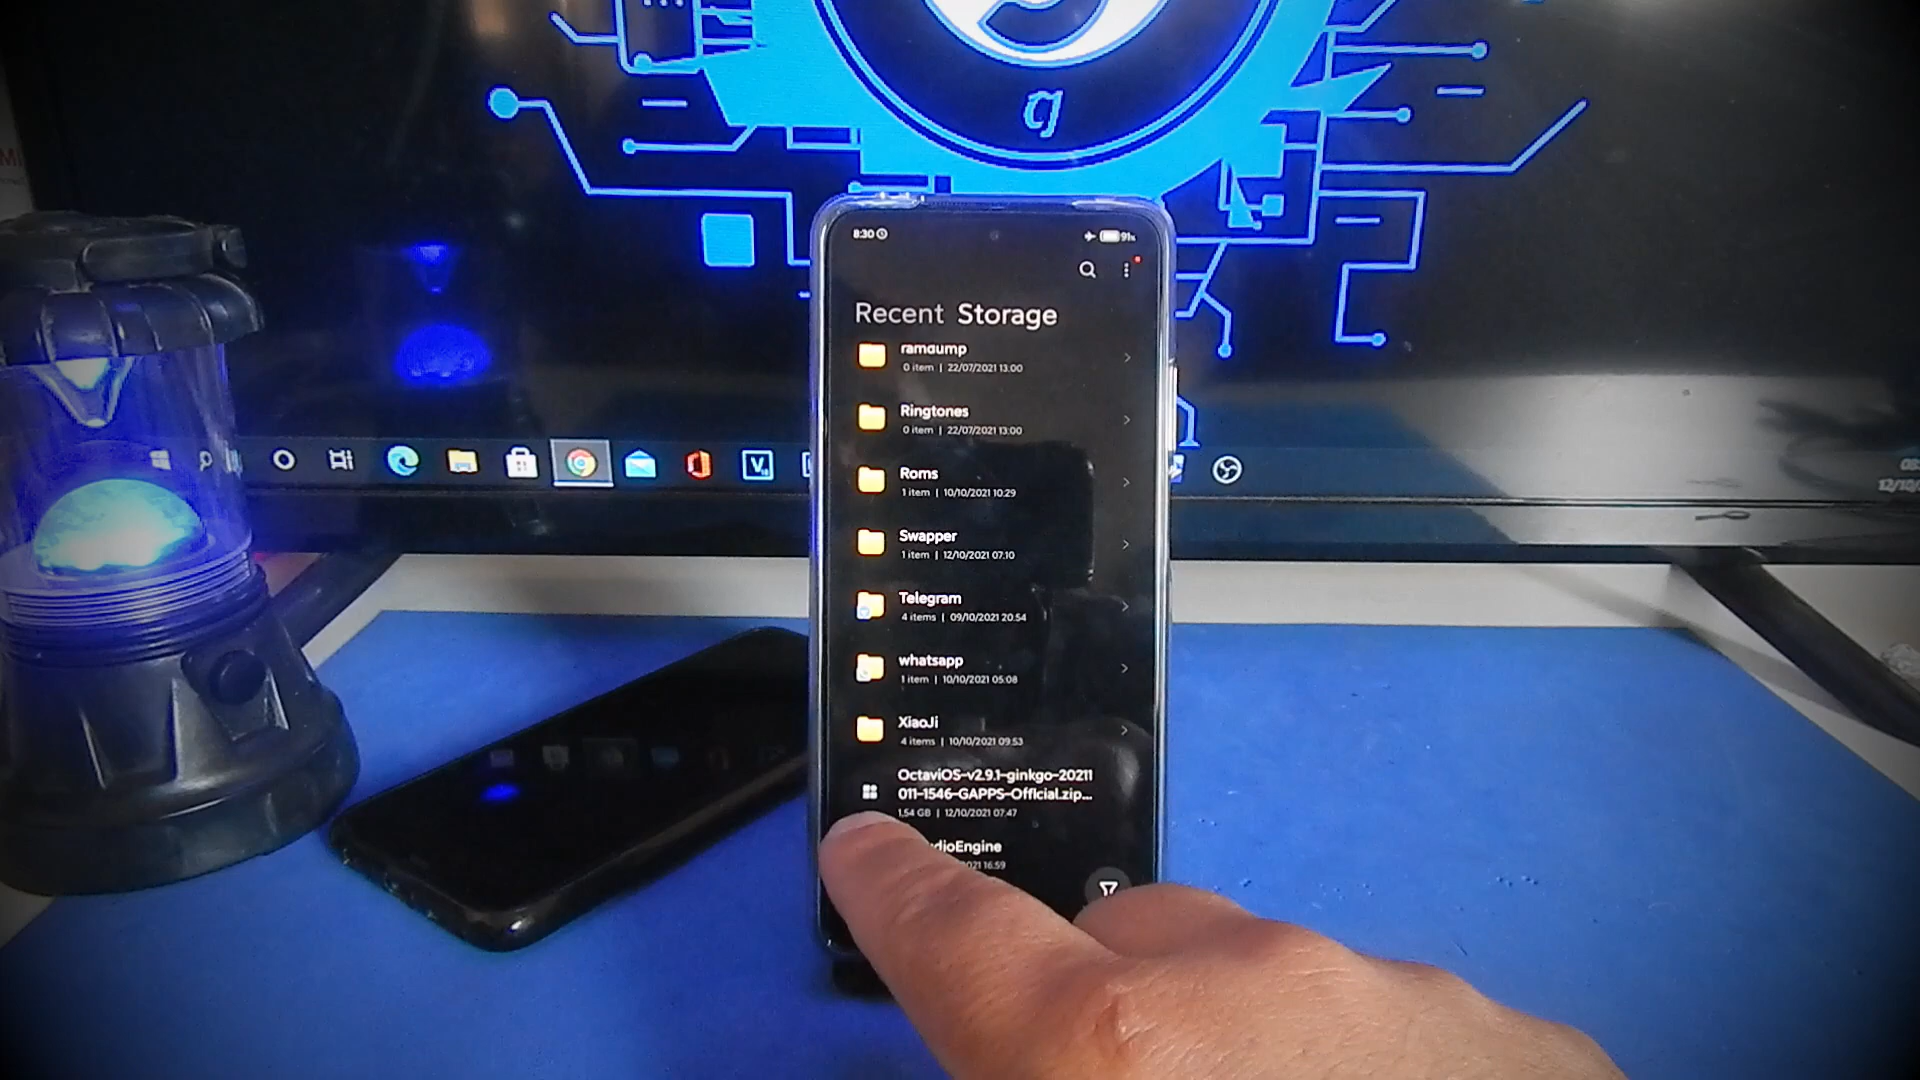 q
8:30
91%
Recent Storage
ramdump
0 item | 22/07/2021 13:00
Ringtones
0 item | 22/07/2021 13:00
Roms
1 item | 10/10/2021 10:29
Swapper
1 item | 12/10/2021 07:10
Telegram
4 items | 09/10/2021 20:54
whatsapp
1 item | 10/10/2021 05:08
XiaoJi
4 items | 10/10/2021 09:53
OctaviOS-v2.9.1-ginkgo-20211
011-1546-GAPPS-Official.zip...
1.54 GB | 12/10/2021 07:47
dioEngine
021 16:59
V